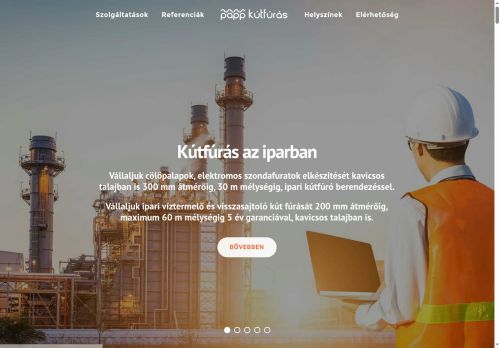 Szolgáltatások
Referenciák
papp kútfúrás
Helyszínek
Elérhetőség
Kútfúrás az iparban
Vállaljuk cölöpalapok, elektromos szondafuratok elkészítését kavicsos
talajban is 300 mm átmérőig, 30 m mélységig, ipari kútfúró berendezéssel.
Vállaljuk ipari víztermelő és visszasajtoló kút fúrását 200 mm átmérőig,
maximum 60 m mélységig 5 év garanciával, kavicsos talajban is.
BŐVEBBEN